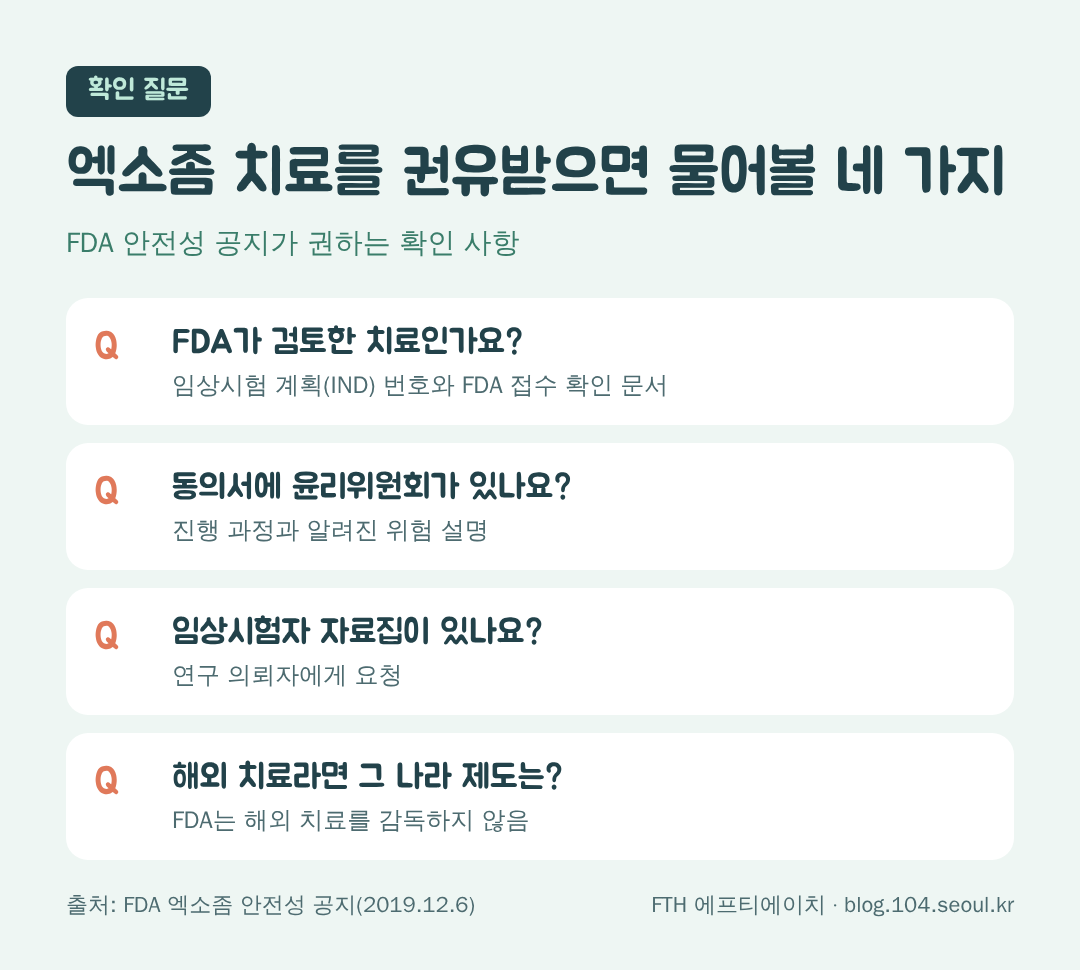 확인 질문
엑소좀 치료를 권유받으면 물어볼 네 가지
FDA 안전성 공지가 권하는 확인 사항
Q FDA가 검토한 치료인가요?
임상시험 계획(IND) 번호와 FDA 접수 확인 문서
Q 동의서에 윤리위원회가 있나요?
진행 과정과 알려진 위험 설명
Q 임상시험자 자료집이 있나요?
연구 의뢰자에게 요청
Q 해외 치료라면 그 나라 제도는?
FDA는 해외 치료를 감독하지 않음
출처: FDA 엑소좀 안전성 공지(2019.12.6)
FTH 에프티에이치 · blog.104.seoul.kr